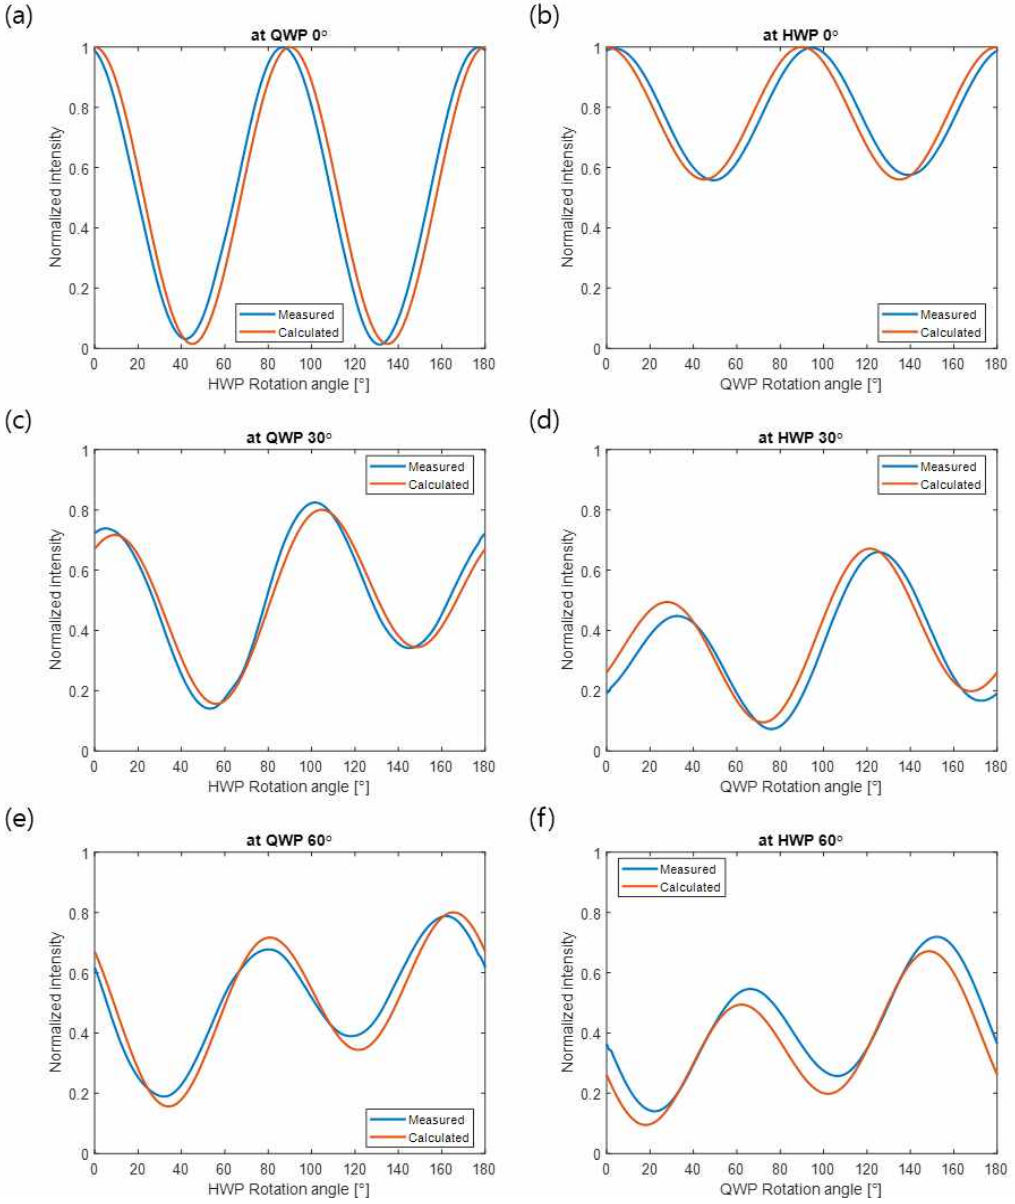 (a)
at QWP 0°
1
0.8
0.6
0.4
0.2
0
Normalized intensity
Measured
Calculated
0 20 40 60 80 100 120 140 160 180
HWP Rotation angle [°]
(b)
at HWP 0°
1
0.8
0.6
0.4
0.2
0
Normalized intensity
Measured
Calculated
0 20 40 60 80 100 120 140 160 180
QWP Rotation angle [°]
(c)
at QWP 30°
1
0.8
0.6
0.4
0.2
0
Normalized intensity
Measured
Calculated
0 20 40 60 80 100 120 140 160 180
HWP Rotation angle [°]
(d)
at HWP 30°
1
0.8
0.6
0.4
0.2
0
Normalized intensity
Measured
Calculated
0 20 40 60 80 100 120 140 160 180
QWP Rotation angle [°]
(e)
at QWP 60°
1
0.8
0.6
0.4
0.2
0
Normalized intensity
Measured
Calculated
0 20 40 60 80 100 120 140 160 180
HWP Rotation angle [°]
(f)
at HWP 60°
1
0.8
0.6
0.4
0.2
0
Normalized intensity
Measured
Calculated
0 20 40 60 80 100 120 140 160 180
QWP Rotation angle [°]